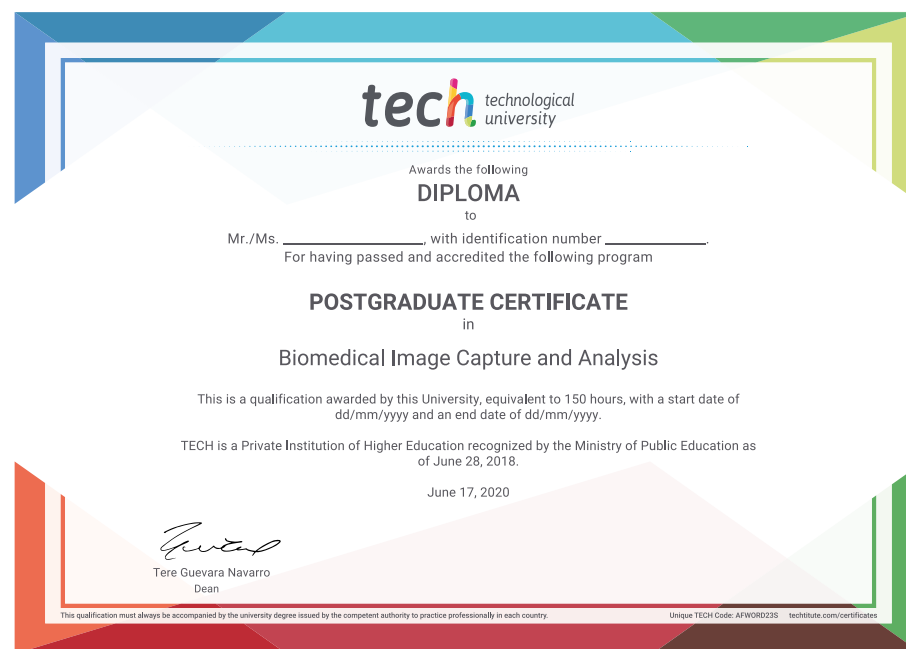 tech technological
university
Awards the following
DIPLOMA
to
Mr./Ms. ____________________, with identification number ______________.
For having passed and accredited the following program
POSTGRADUATE CERTIFICATE
in
Biomedical Image Capture and Analysis
This is a qualification awarded by this University, equivalent to 150 hours, with a start date of
dd/mm/yyyy and an end date of dd/mm/yyyy.
TECH is a Private Institution of Higher Education recognized by the Ministry of Public Education as
of June 28, 2018.
June 17, 2020
Tere Guevara Navarro
Dean
This qualification must always be accompanied by the university degree issued by the competent authority to practice professionally in each country. Unique TECH Code: AFWORD23S techtitute.com/certificates